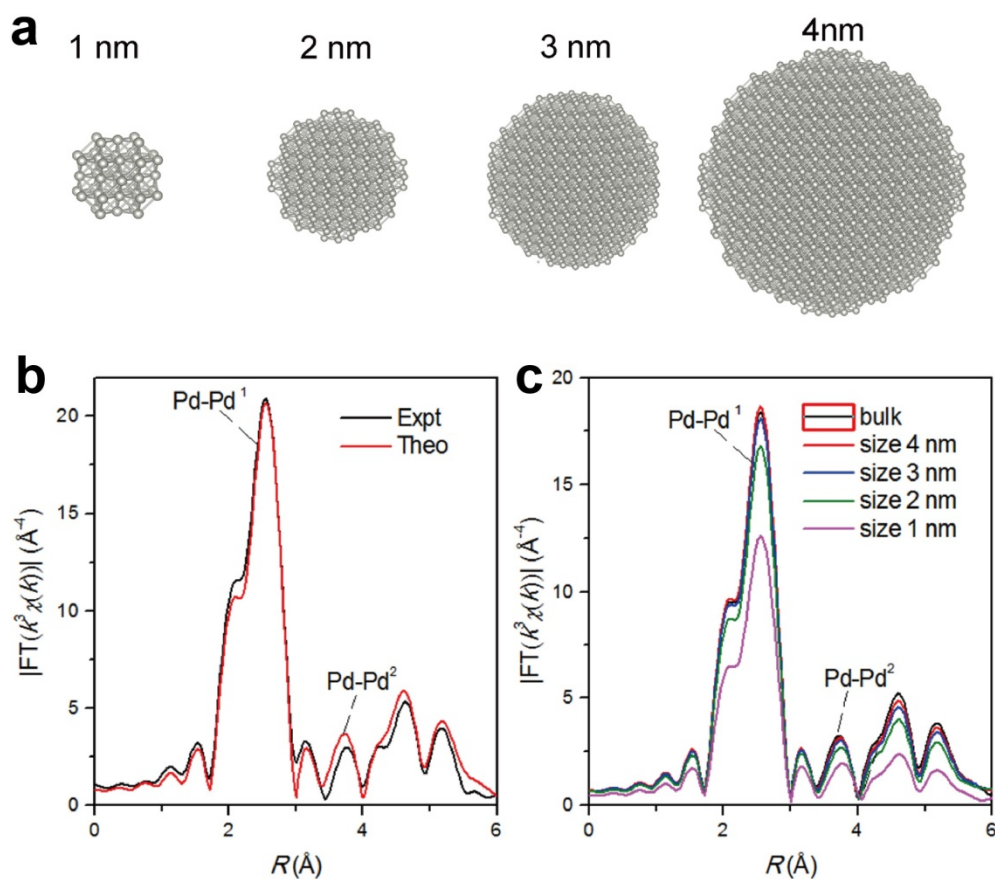 a
1 nm
2 nm
3 nm
4nm
b
Pd-Pd¹
Expt
Theo
Pd-Pd²
|FT(k³χ(k))| (Å⁻⁴)
20
15
10
5
0
0 2 4 6
R(Å)
c
Pd-Pd¹
bulk
size 4 nm
size 3 nm
size 2 nm
size 1 nm
Pd-Pd²
|FT(k³χ(k))| (Å⁻⁴)
20
15
10
5
0
0 2 4 6
R(Å)